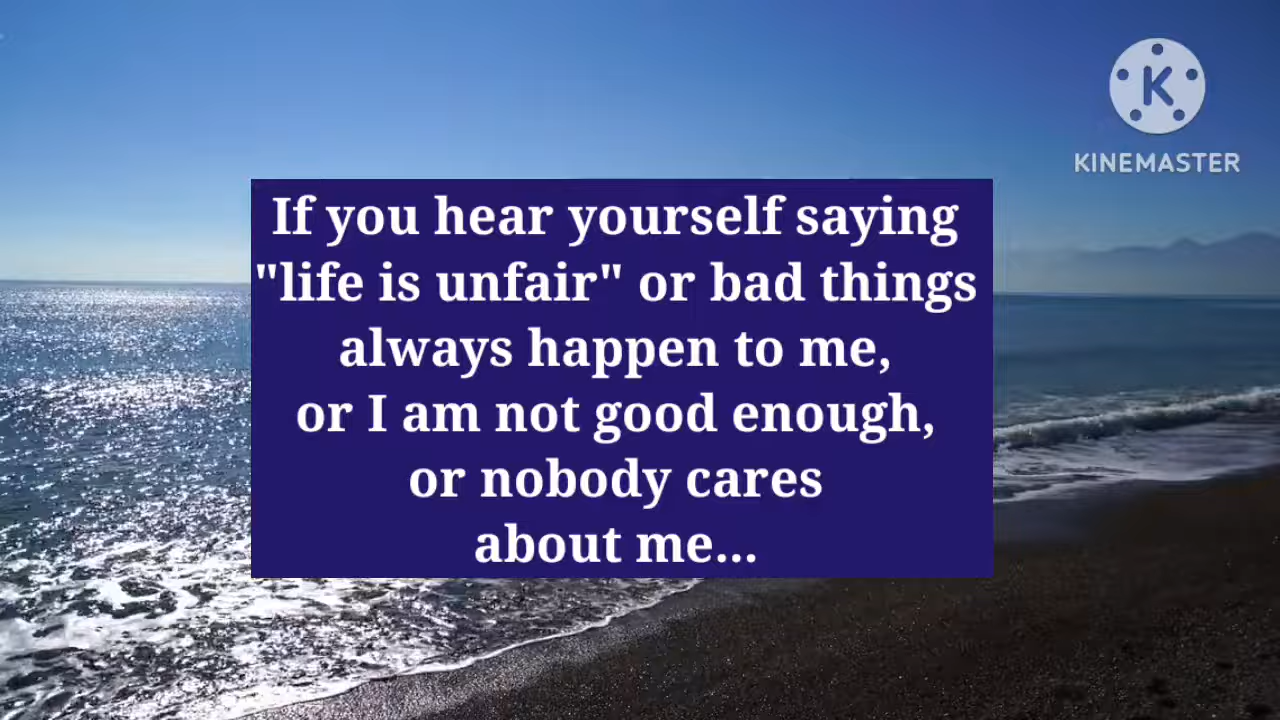 KINEMASTER
If you hear yourself saying
"life is unfair" or bad things
always happen to me,
or I am not good enough,
or nobody cares
about me...